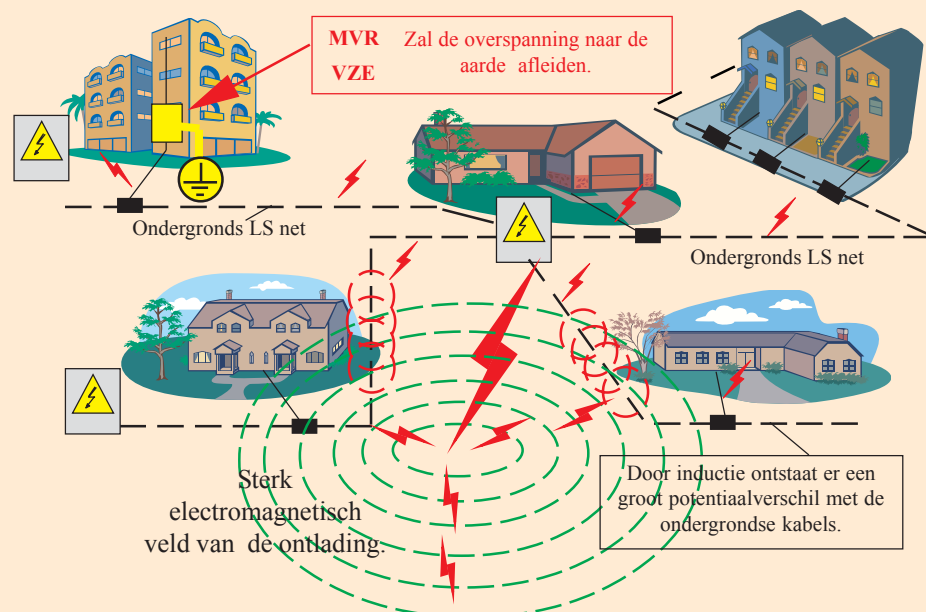 MVR Zal de overspanning naar de
VZE aarde afleiden.
Ondergronds LS net
Ondergronds LS net
Sterk
electromagnetisch
veld van de ontlading.
Door inductie ontstaat er een
groot potentiaalverschil met de
ondergrondse kabels.